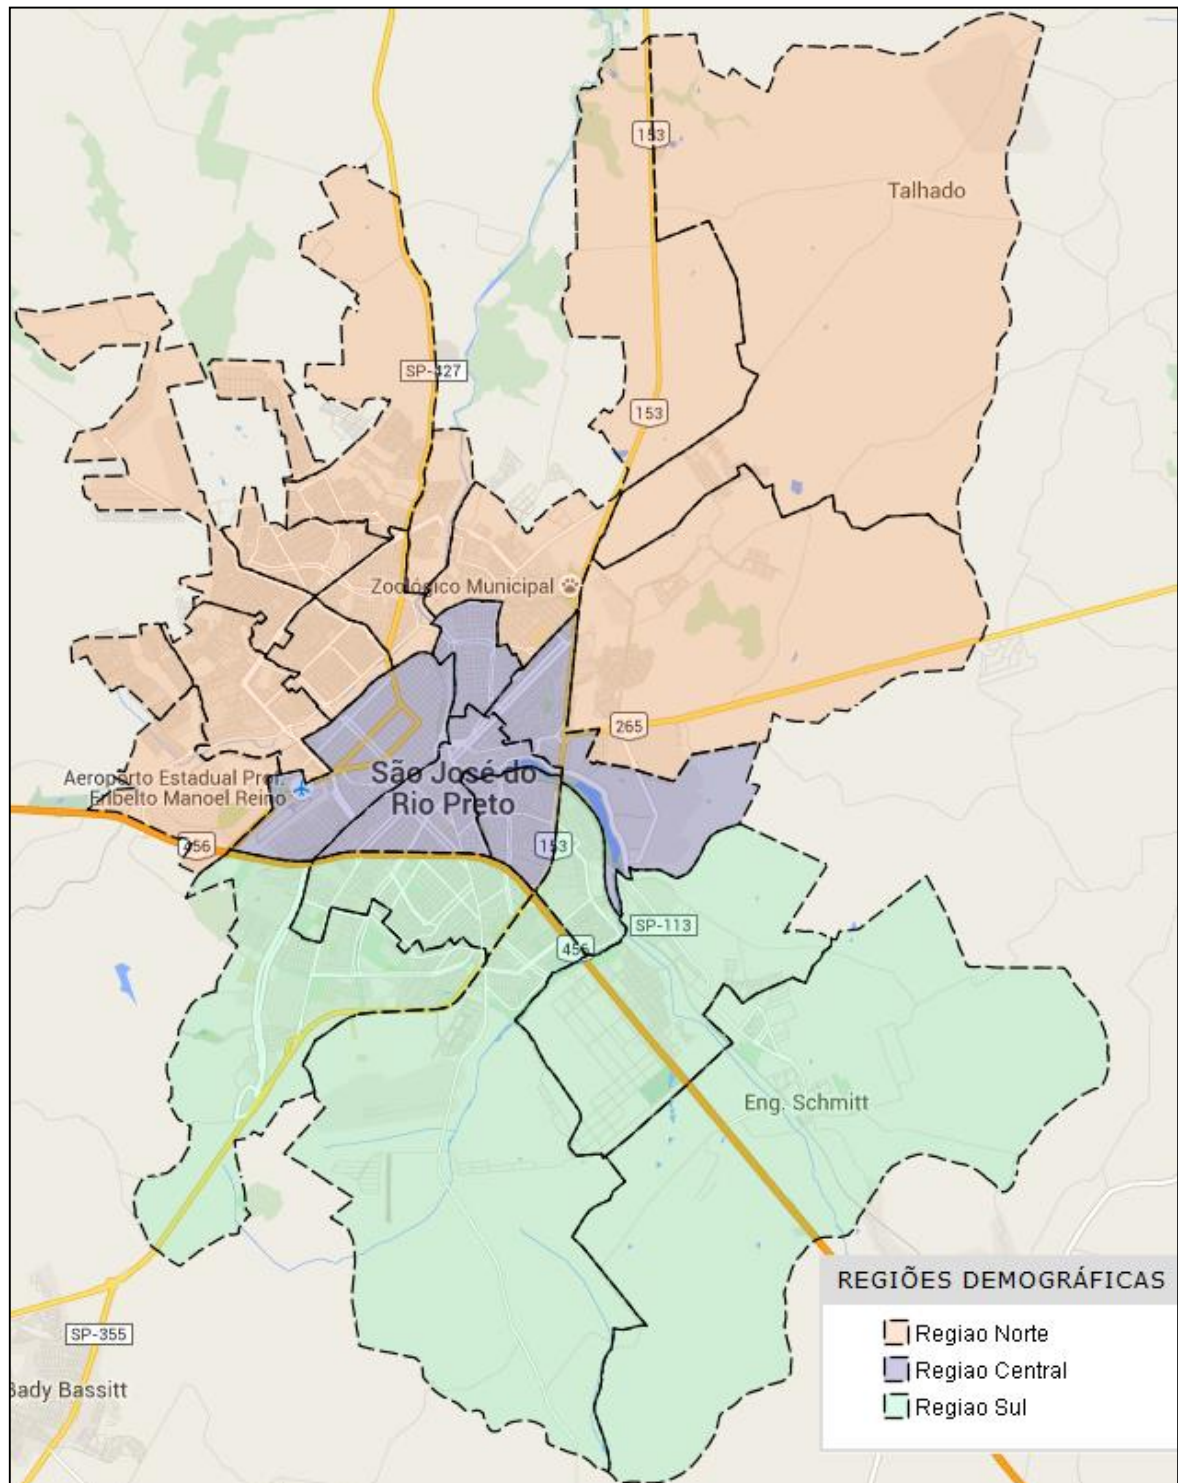 153
Talhado
SP-427
153
Zoológico Municipal
265
Aeroporto Estadual Prof.
Eribelto Manoel Reino
São José do
Rio Preto
456
153
SP-113
456
Eng. Schmitt
SP-355
Bady Bassitt
REGIÕES DEMOGRÁFICAS
Regiao Norte
Regiao Central
Regiao Sul